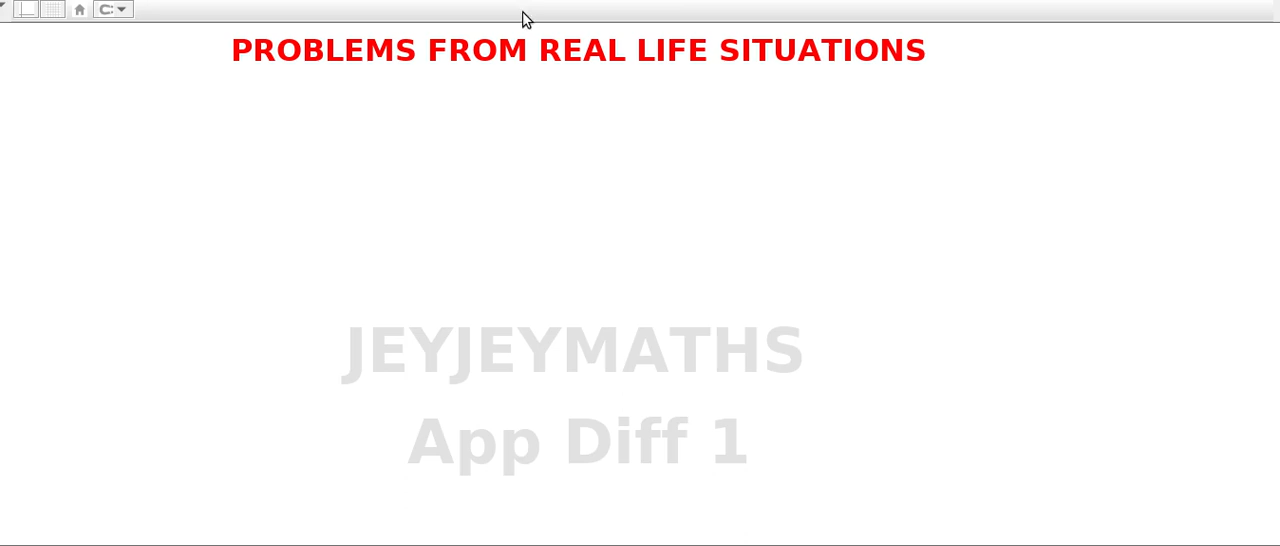 PROBLEMS FROM REAL LIFE SITUATIONS
JEYJEYMATHS
App Diff 1